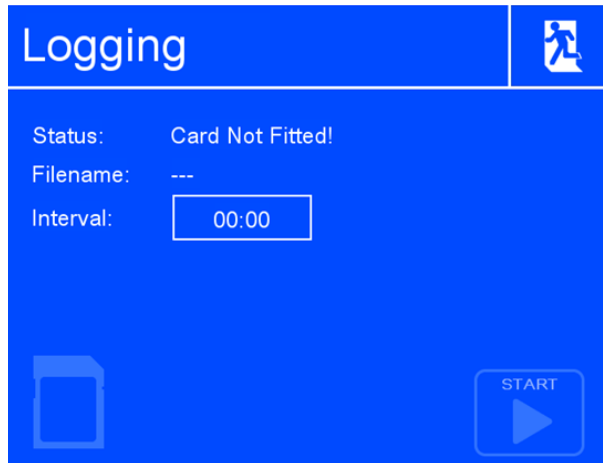 Logging
Status: Card Not Fitted!
Filename: ---
Interval: 00:00
START